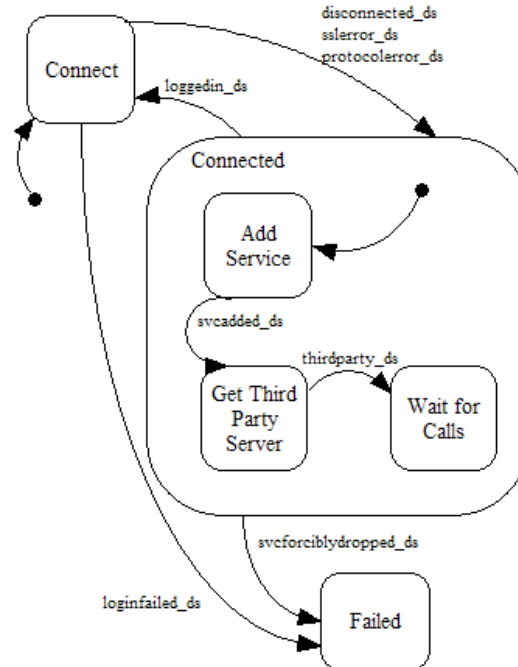 disconnected_ds
sslerror_ds
protocolerror_ds
Connect
loggedin_ds
Connected
Add
Service
svcadded_ds
thirdparty_ds
Get Third
Party
Server
Wait for
Calls
svcforciblydropped_ds
loginfailed_ds
Failed